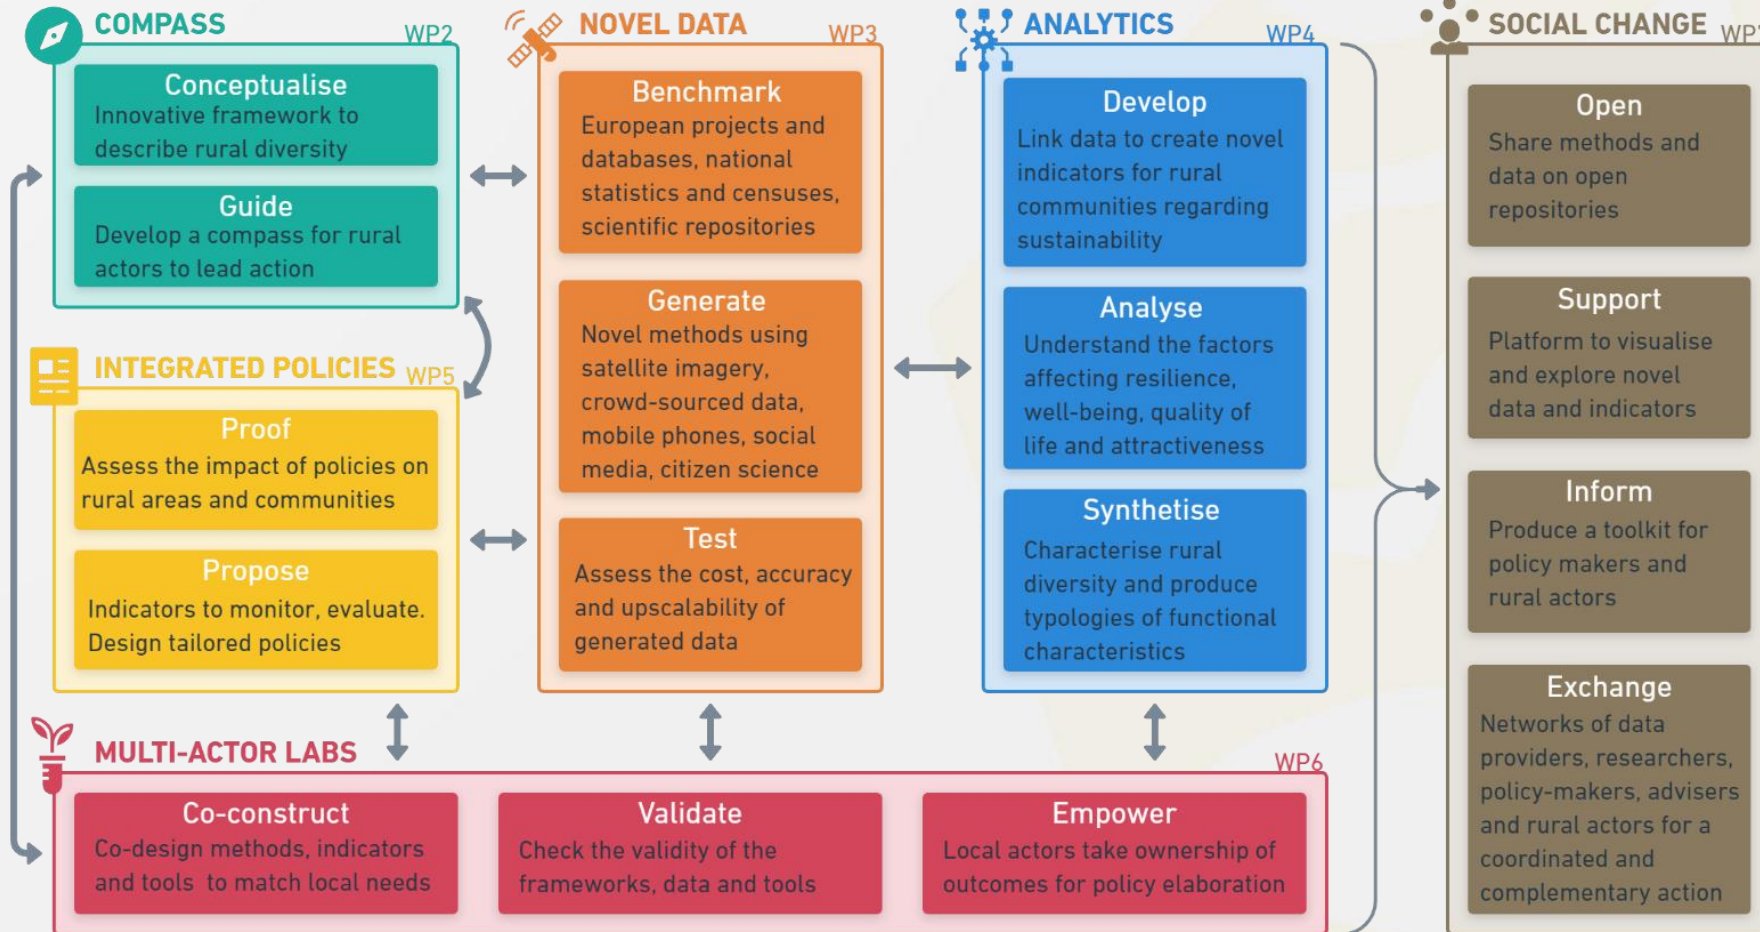 COMPASS
WP2
Conceptualise
Innovative framework to
describe rural diversity
Guide
Develop a compass for rural
actors to lead action
INTEGRATED POLICIES
WP5
Proof
Assess the impact of policies on
rural areas and communities
Propose
Indicators to monitor, evaluate.
Design tailored policies
NOVEL DATA
WP3
Benchmark
European projects and
databases, national
statistics and censuses,
scientific repositories
Generate
Novel methods using
satellite imagery,
crowd-sourced data,
mobile phones, social
media, citizen science
Test
Assess the cost, accuracy
and upscalability of
generated data
ANALYTICS
WP4
Develop
Link data to create novel
indicators for rural
communities regarding
sustainability
Analyse
Understand the factors
affecting resilience,
well-being, quality of
life and attractiveness
Synthetise
Characterise rural
diversity and produce
typologies of functional
characteristics
MULTI-ACTOR LABS
WP6
Co-construct
Co-design methods, indicators
and tools to match local needs
Validate
Check the validity of the
frameworks, data and tools
Empower
Local actors take ownership of
outcomes for policy elaboration
SOCIAL CHANGE
Open
Share methods and
data on open
repositories
Support
Platform to visualise
and explore novel
data and indicators
Inform
Produce a toolkit for
policy makers and
rural actors
Exchange
Networks of data
providers, researchers,
policy-makers, advisers
and rural actors for a
coordinated and
complementary action